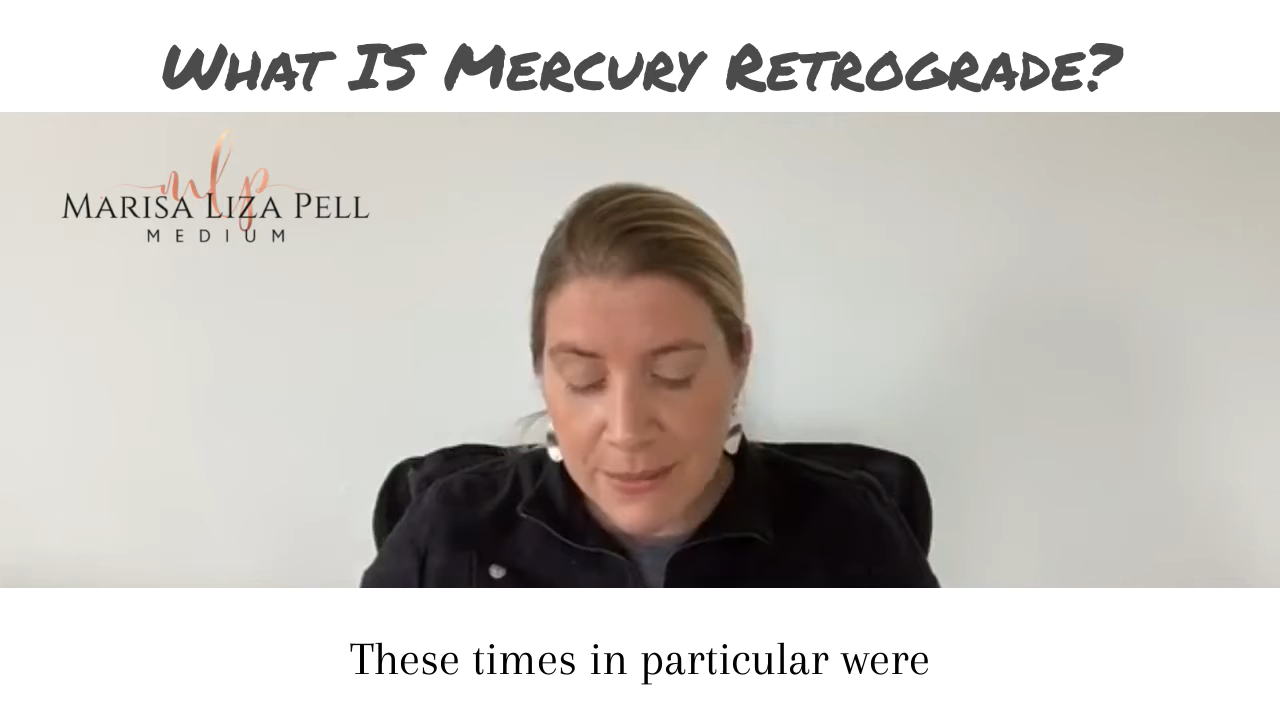 What IS Mercury Retrograde?
mlp
Marisa Liza Pell
MEDIUM
These times in particular were